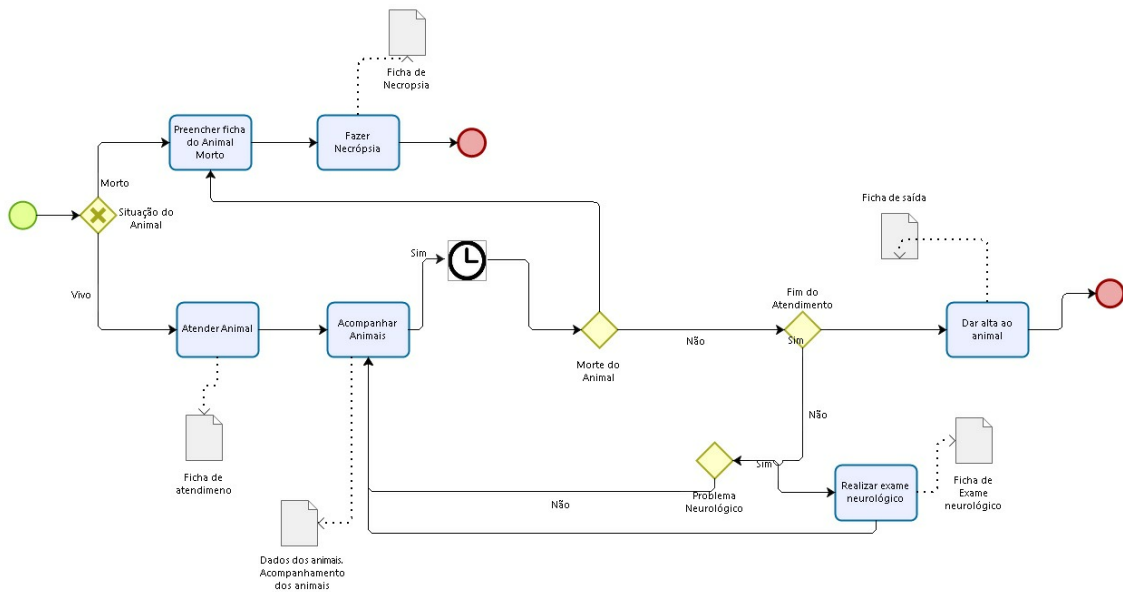 Ficha de
Necropsia
Preencher ficha
do Animal
Morto
Fazer
Necrópsia
Morto
Situação do
Animal
Ficha de saída
Sim
Vivo
Fim do
Atendimento
Atender Animal
Acompanhar
Animais
Sim
Dar alta ao
animal
Não
Morte do
Animal
Não
Sim
Realizar exame
neurológico
Ficha de
atendimeno
Ficha de
Exame
neurológico
Problema
Neurológico
Não
Dados dos animais.
Acompanhamento
dos animais